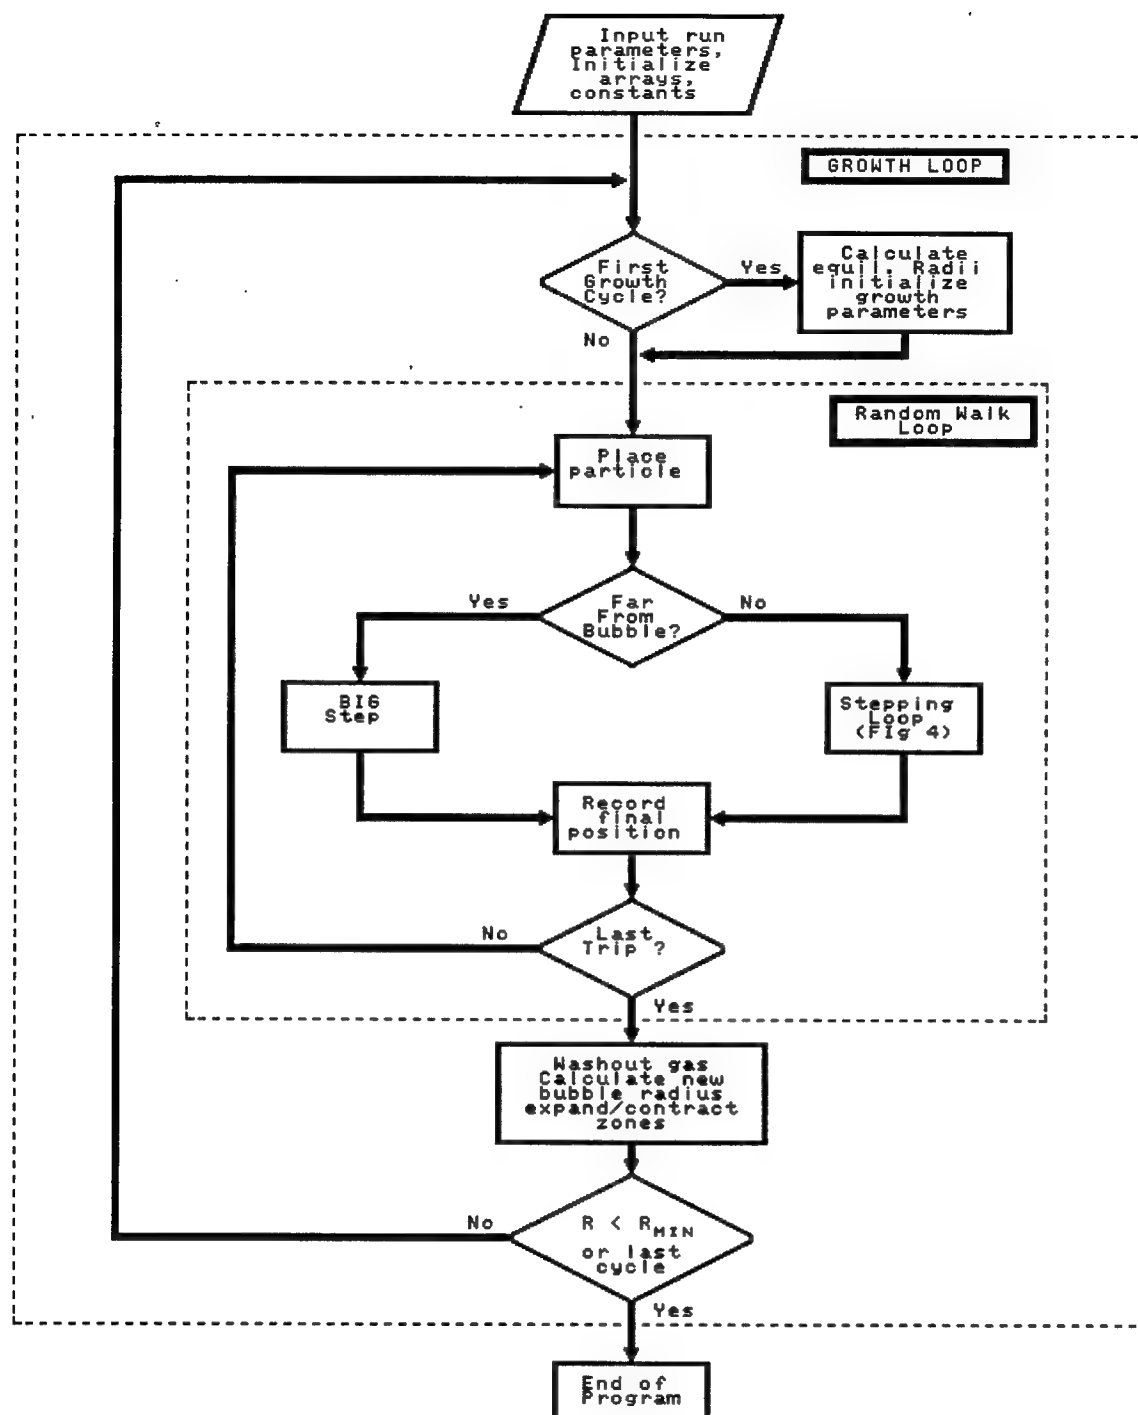 Input run
parameters,
Initialize
arrays,
constants
GROWTH LOOP
First
Growth
Cycle?
Yes
Calculate
equil. Radii
initialize
growth
parameters
No
Random Walk
Loop
Place
particle
Far
From
Bubble?
Yes
No
BIG
Step
Stepping
Loop
(FIg 4)
Record
final
position
Last
Trip ?
No
Yes
Washout gas
Calculate new
bubble radius
expand/contract
zones
R < RMIN
or last
cycle
No
Yes
End of
Program